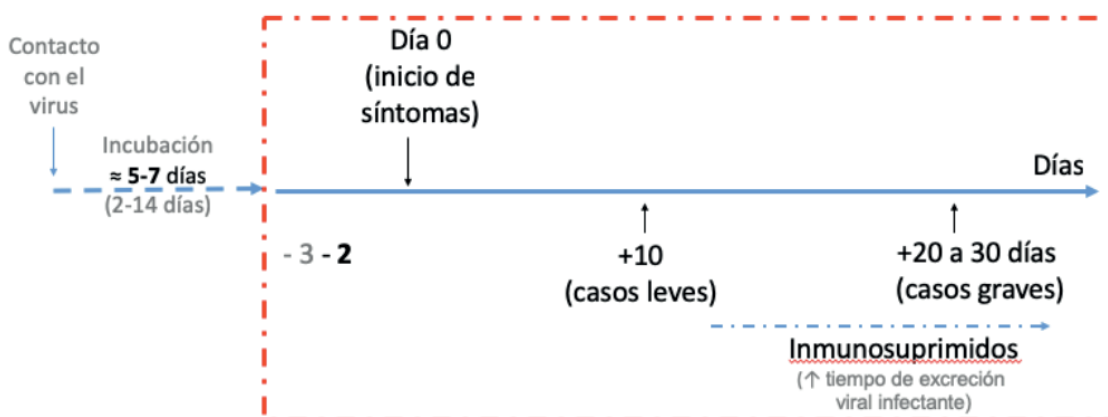 Contacto
con el
virus
Incubación
≈ 5-7 días
(2-14 días)
Día 0
(inicio de
síntomas)
Días
- 3 - 2
+10
(casos leves)
+20 a 30 días
(casos graves)
Inmunosuprimidos
(↑ tiempo de excreción
viral infectante)